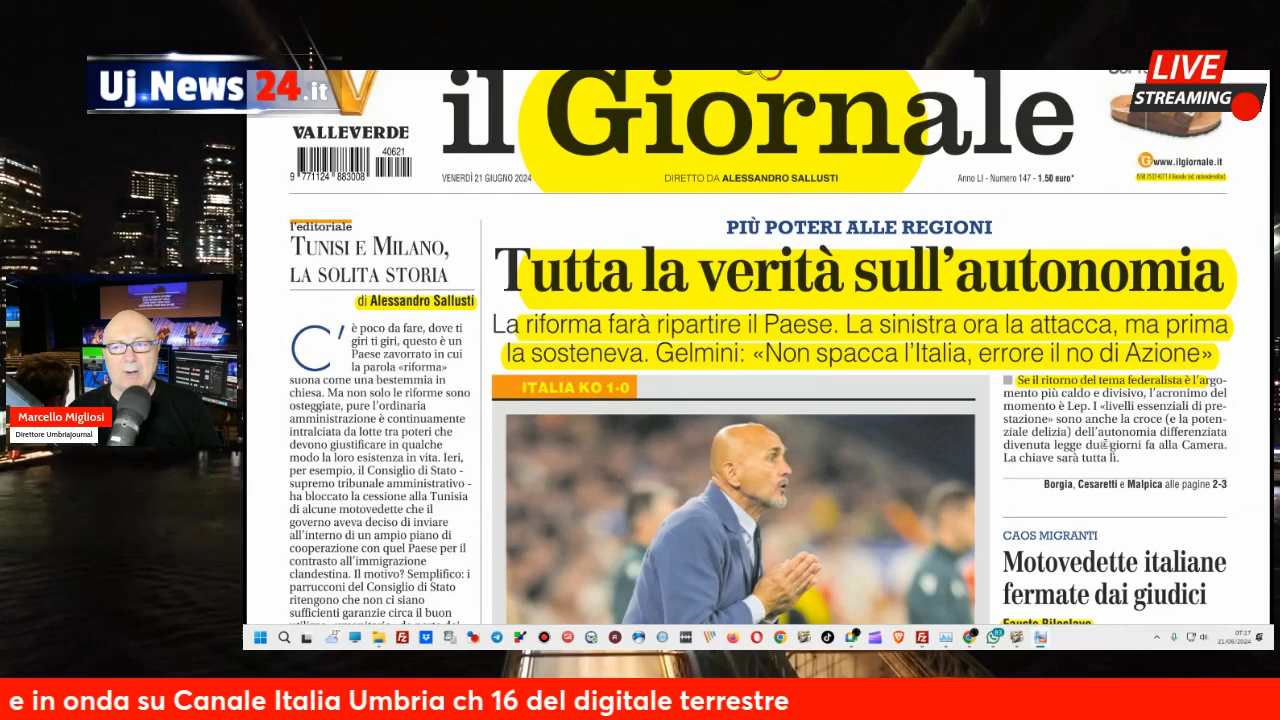 Uj News 24.it
LIVE
STREAMING
il Giornale
VALLEVERDE
40621
9 771124 883008
VENERDÌ 21 GIUGNO 2024
DIRETTO DA ALESSANDRO SALLUSTI
Anno LI - Numero 147 - 1.50 euro*
G www.ilgiornale.it
l'editoriale
TUNISI E MILANO,
LA SOLITA STORIA
di Alessandro Sallusti
C'è poco da fare, dove ti
giri ti giri, questo è un
Paese zavorrato in cui
la parola «riforma»
suona come una bestemmia in
chiesa. Ma non solo le riforme sono
osteggiate, pure l'ordinaria
amministrazione è continuamente
intralciata da lotte tra poteri che
devono giustificare in qualche
modo la loro esistenza in vita. Ieri,
per esempio, il Consiglio di Stato -
supremo tribunale amministrativo -
ha bloccato la cessione alla Tunisia
di alcune motovedette che il
governo aveva deciso di inviare
all'interno di un ampio piano di
cooperazione con quel Paese per il
contrasto all'immigrazione
clandestina. Il motivo? Semplifico: i
parrucconi del Consiglio di Stato
ritengono che non ci siano
sufficienti garanzie circa il buon
PIÙ POTERI ALLE REGIONI
Tutta la verità sull'autonomia
La riforma farà ripartire il Paese. La sinistra ora la attacca, ma prima
la sosteneva. Gelmini: «Non spacca l'Italia, errore il no di Azione»
ITALIA KO 1-0
Se il ritorno del tema federalista è l'argo-
mento più caldo e divisivo, l'acronimo del
momento è Lep. I «livelli essenziali di pre-
stazione» sono anche la croce (e la poten-
ziale delizia) dell'autonomia differenziata
divenuta legge due giorni fa alla Camera.
La chiave sarà tutta lì.
Borgia, Cesaretti e Malpica alle pagine 2-3
CAOS MIGRANTI
Motovedette italiane
fermate dai giudici
Fausto Biloslavo
Marcello Migliosi
Direttore Umbriajournal
07:37
21/06/2024
e in onda su Canale Italia Umbria ch 16 del digitale terrestre